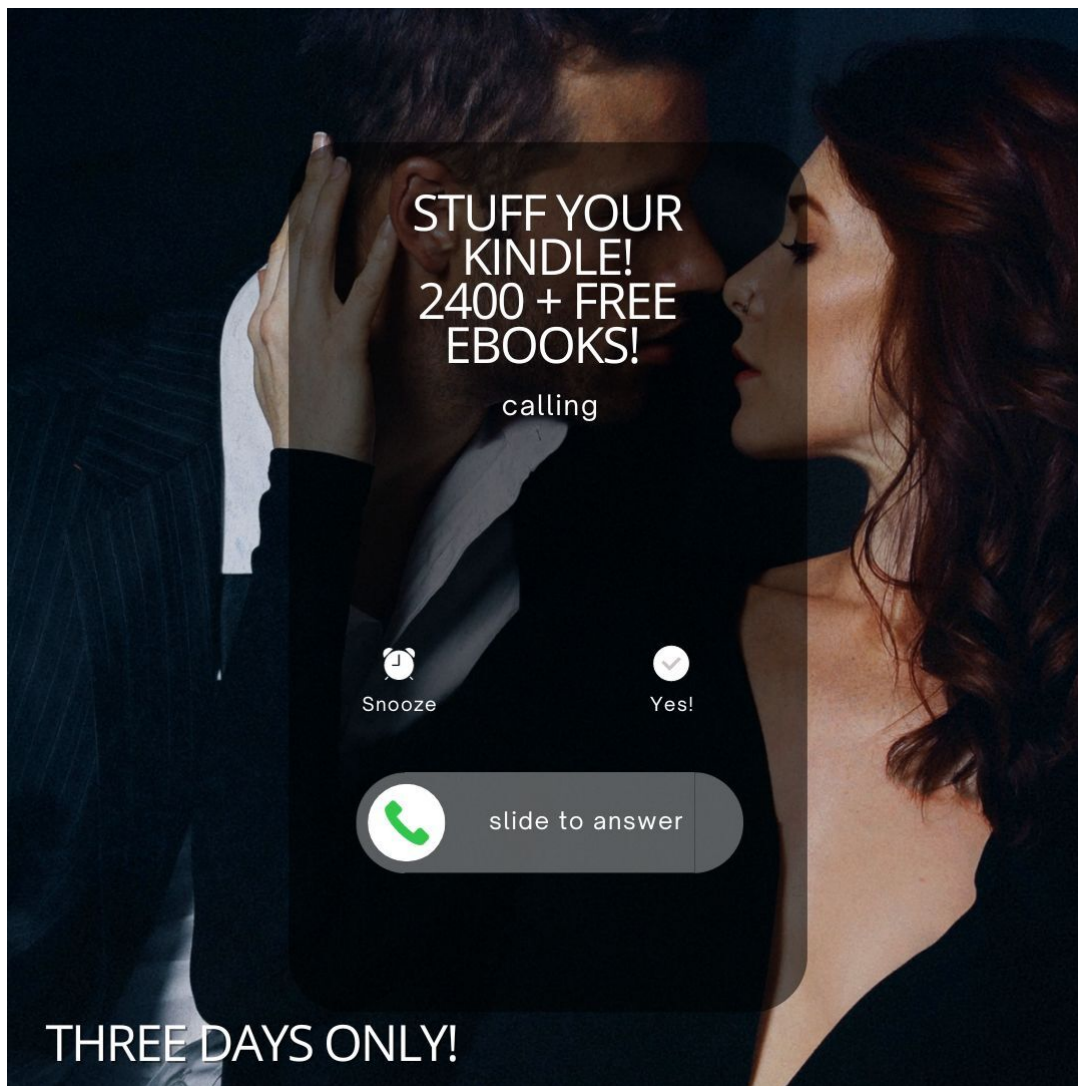 STUFF YOUR
KINDLE!
2400 + FREE
EBOOKS!
calling
Snooze
Yes!
slide to answer
THREE DAYS ONLY!